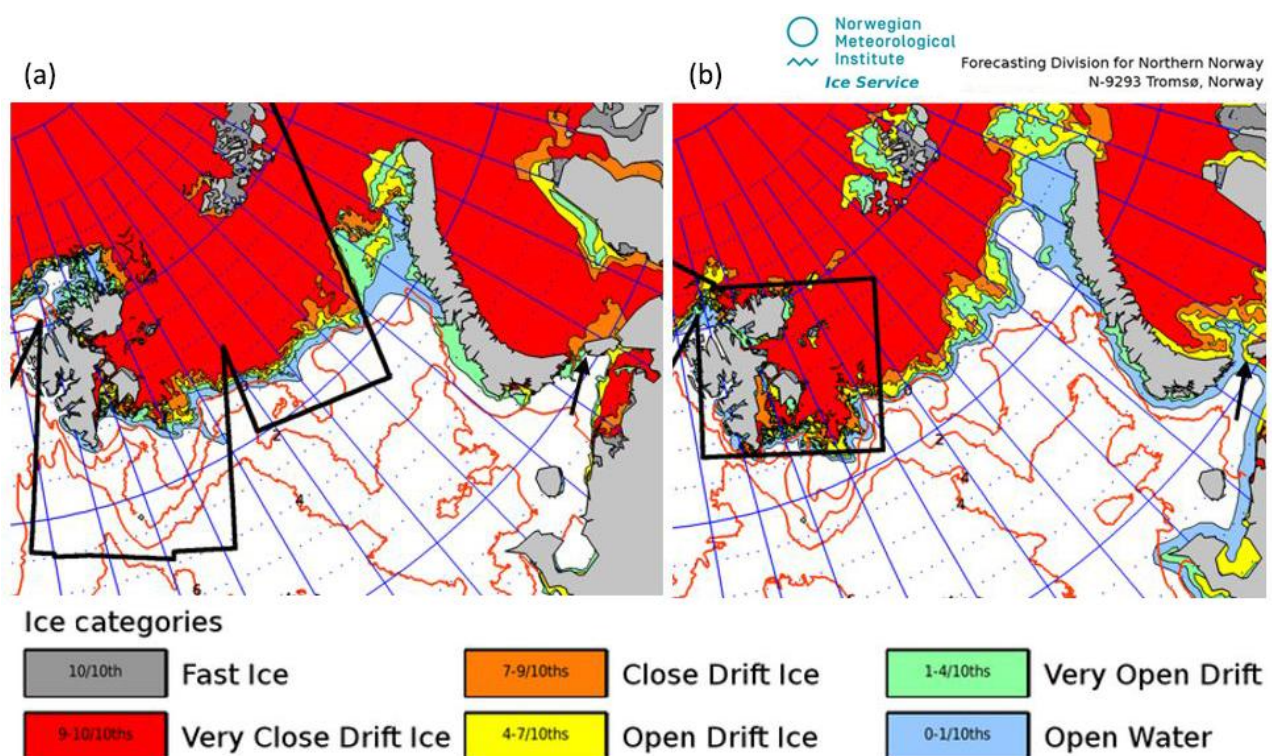 Norwegian
Meteorological
Institute
Ice Service
Forecasting Division for Northern Norway
N-9293 Tromsø, Norway
(a)
(b)
2
4
6
2
4
4
Ice categories
10/10th Fast Ice
7-9/10ths Close Drift Ice
1-4/10ths Very Open Drift
9-10/10ths Very Close Drift Ice
4-7/10ths Open Drift Ice
0-1/10ths Open Water